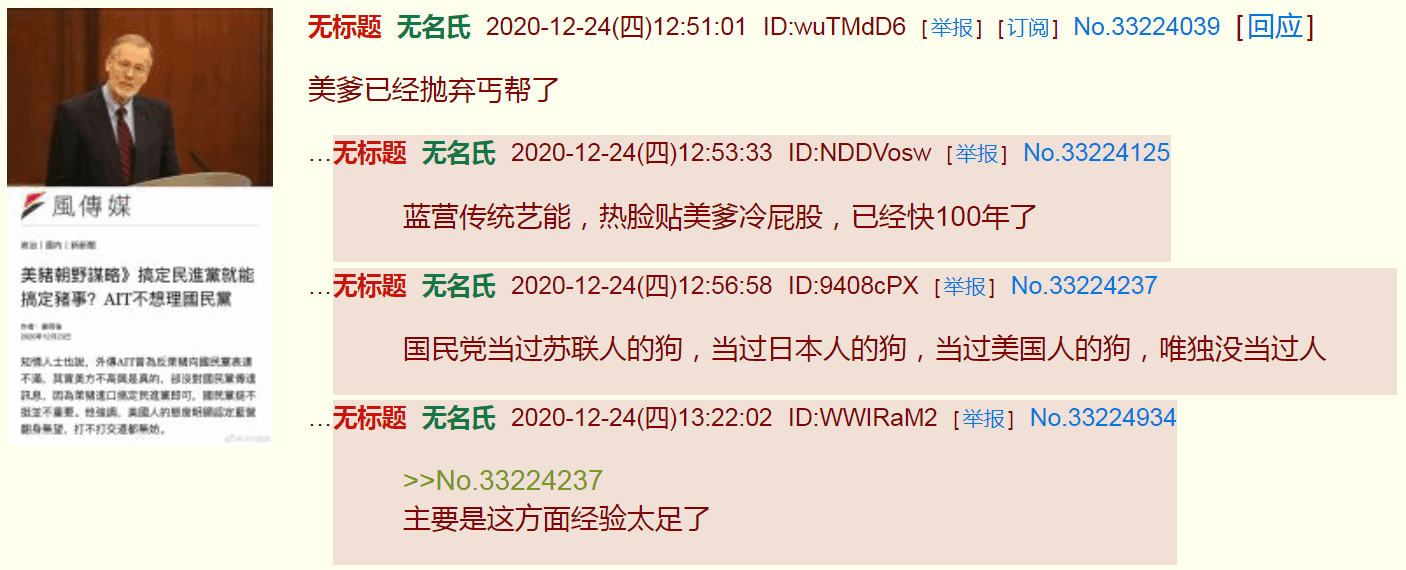 无标题 无名氏 2020-12-24(四)12:51:01 ID:wuTMdD6 [举报] [订阅] No.33224039 [回应]
美爹已经抛弃丐帮了
…无标题 无名氏 2020-12-24(四)12:53:33 ID:NDDVosw [举报] No.33224125
蓝营传统艺能，热脸贴美爹冷屁股，已经快100年了
…无标题 无名氏 2020-12-24(四)12:56:58 ID:9408cPX [举报] No.33224237
国民党当过苏联人的狗，当过日本人的狗，当过美国人的狗，唯独没当过人
…无标题 无名氏 2020-12-24(四)13:22:02 ID:WWIRaM2 [举报] No.33224934
>>No.33224237
主要是这方面经验太足了
風傳媒
政治｜國內｜新新聞
美豬朝野謀略》搞定民進黨就能
搞定豬事？AIT不想理國民黨
2020年12月23日
知情人士也說，外傳AIT曾為反萊豬向國民黨表達
不滿，其實美方不高興是真的，卻沒對國民黨傳達
訊息，因為萊豬進口搞定民進黨即可，國民黨挺不
挺並不重要。他強調，美國人的態度明顯認定藍營
翻身無望，打不打交道都無妨。